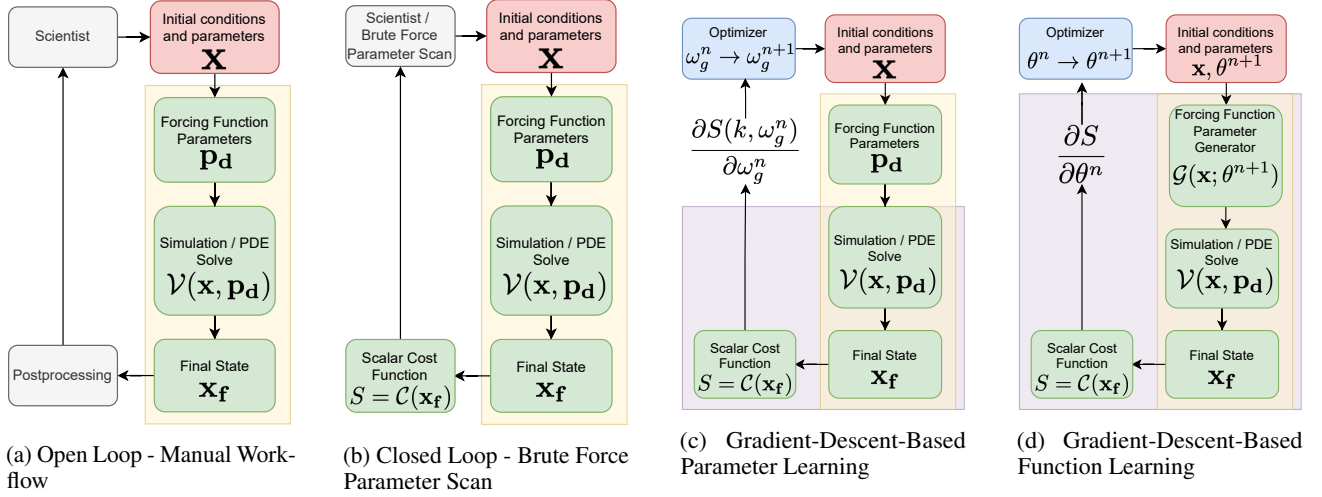 Scientist
Initial conditions
and parameters
x
Forcing Function
Parameters
p_d
Simulation / PDE
Solve
𝒱(x, p_d)
Final State
x_f
Postprocessing
(a) Open Loop - Manual Work-
flow
Scientist /
Brute Force
Parameter Scan
Initial conditions
and parameters
x
Forcing Function
Parameters
p_d
Simulation / PDE
Solve
𝒱(x, p_d)
Final State
x_f
Scalar Cost
Function
S = 𝒞(x_f)
(b) Closed Loop - Brute Force
Parameter Scan
Optimizer
ω_g^n → ω_g^{n+1}
Initial conditions
and parameters
x
∂S(k, ω_g^n)
∂ω_g^n
Forcing Function
Parameters
p_d
Simulation / PDE
Solve
𝒱(x, p_d)
Final State
x_f
Scalar Cost
Function
S = 𝒞(x_f)
(c) Gradient-Descent-Based
Parameter Learning
Optimizer
θ^n → θ^{n+1}
Initial conditions
and parameters
x, θ^{n+1}
∂S
∂θ^n
Forcing Function
Parameter
Generator
𝒢(x; θ^{n+1})
Simulation / PDE
Solve
𝒱(x, p_d)
Final State
x_f
Scalar Cost
Function
S = 𝒞(x_f)
(d) Gradient-Descent-Based
Function Learning